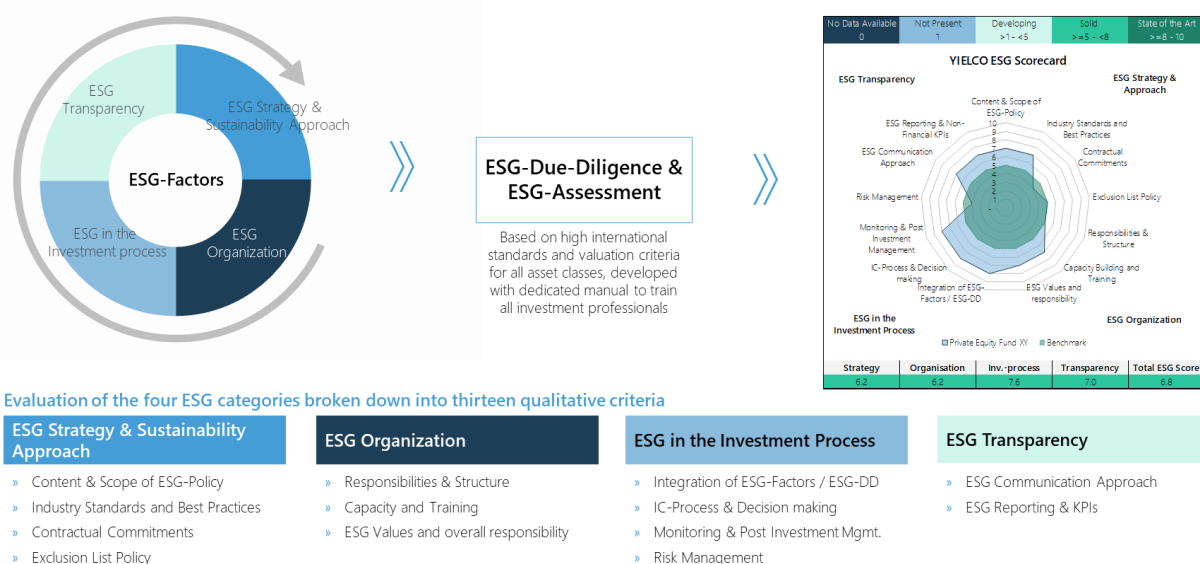 ESG
Transparency
ESG Strategy &
Sustainability Approach
ESG-Factors
ESG in the
Investment process
ESG
Organization
ESG-Due-Diligence &
ESG-Assessment
Based on high international
standards and valuation criteria
for all asset classes, developed
with dedicated manual to train
all investment professionals
No Data Available
0
Not Present
1
Developing
>1 - <5
Solid
>=5 - <8
State of the Art
>=8 - 10
YIELCO ESG Scorecard
ESG Transparency
ESG Strategy &
Approach
Content & Scope of
ESG-Policy
Industry Standards and
Best Practices
Contractual
Commitments
Exclusion List Policy
Responsibilities &
Structure
Capacity Building and
Training
ESG Values and
responsibility
Integration of ESG-
Factors / ESG-DD
IC-Process & Decision
making
Monitoring & Post
Investment
Management
Risk Management
ESG Communication
Approach
ESG Reporting & Non-
Financial KPIs
10
9
8
7
6
5
4
3
2
1
-
ESG in the
Investment Process
ESG Organization
Private Equity Fund XY
Benchmark
Strategy Organisation Inv.-process Transparency Total ESG Score
6.2 6.2 7.6 7.0 6.8
Evaluation of the four ESG categories broken down into thirteen qualitative criteria
ESG Strategy & Sustainability
Approach
» Content & Scope of ESG-Policy
» Industry Standards and Best Practices
» Contractual Commitments
» Exclusion List Policy
ESG Organization
» Responsibilities & Structure
» Capacity and Training
» ESG Values and overall responsibility
ESG in the Investment Process
» Integration of ESG-Factors / ESG-DD
» IC-Process & Decision making
» Monitoring & Post Investment Mgmt.
» Risk Management
ESG Transparency
» ESG Communication Approach
» ESG Reporting & KPIs